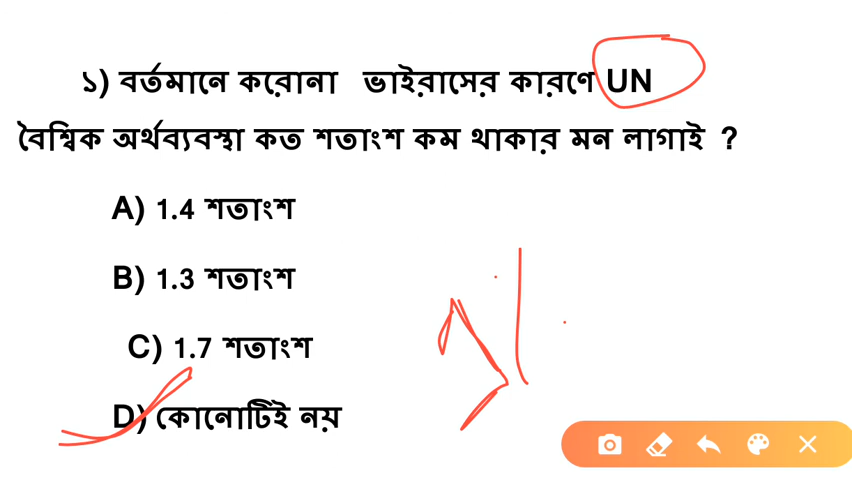 ১) বর্তমানে করোনা ভাইরাসের কারণে UN
বৈশ্বিক অর্থব্যবস্থা কত শতাংশ কম থাকার মন লাগাই ?
A) 1.4 শতাংশ
B) 1.3 শতাংশ
C) 1.7 শতাংশ
D) কোনোটিই নয়